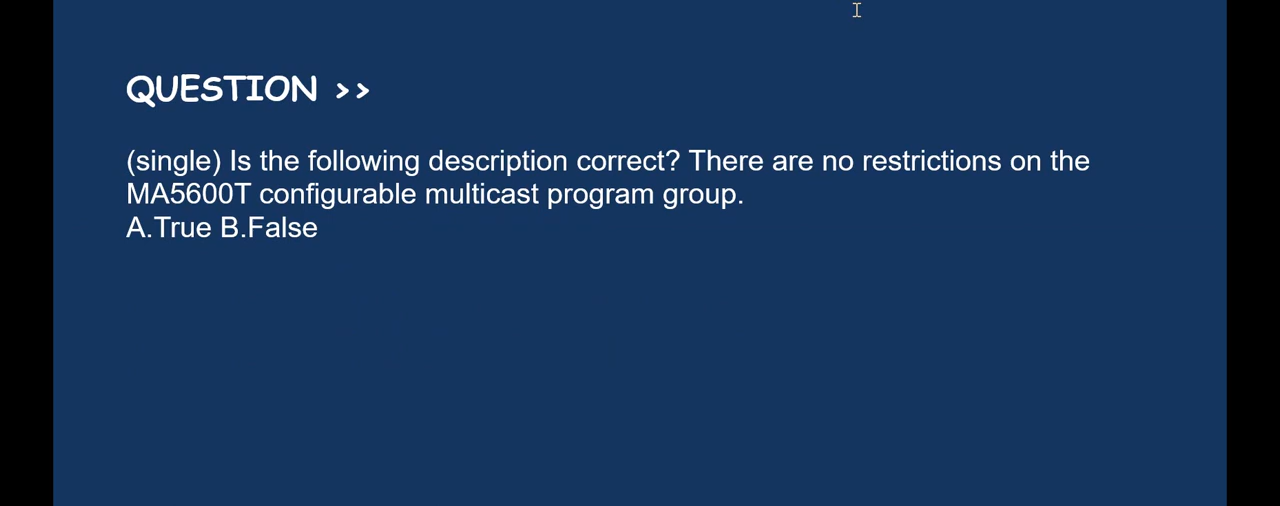 QUESTION >>
(single) Is the following description correct? There are no restrictions on the
MA5600T configurable multicast program group.
A.True B.False